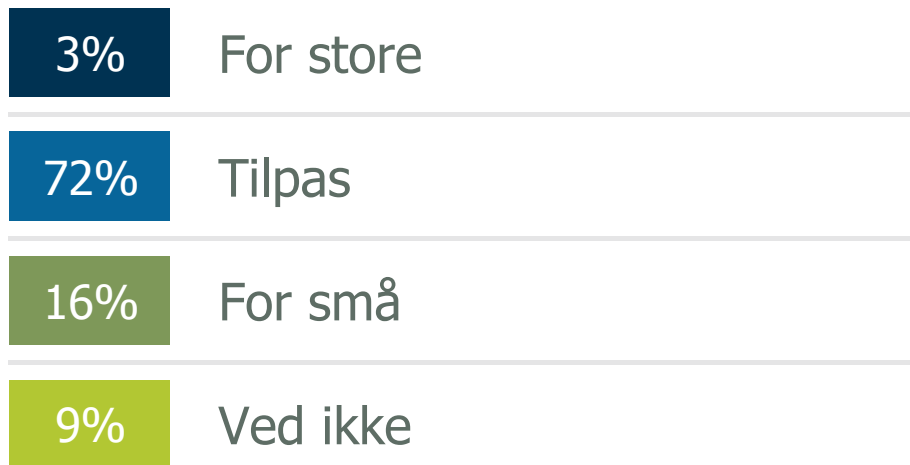 3% For store
72% Tilpas
16% For små
9% Ved ikke